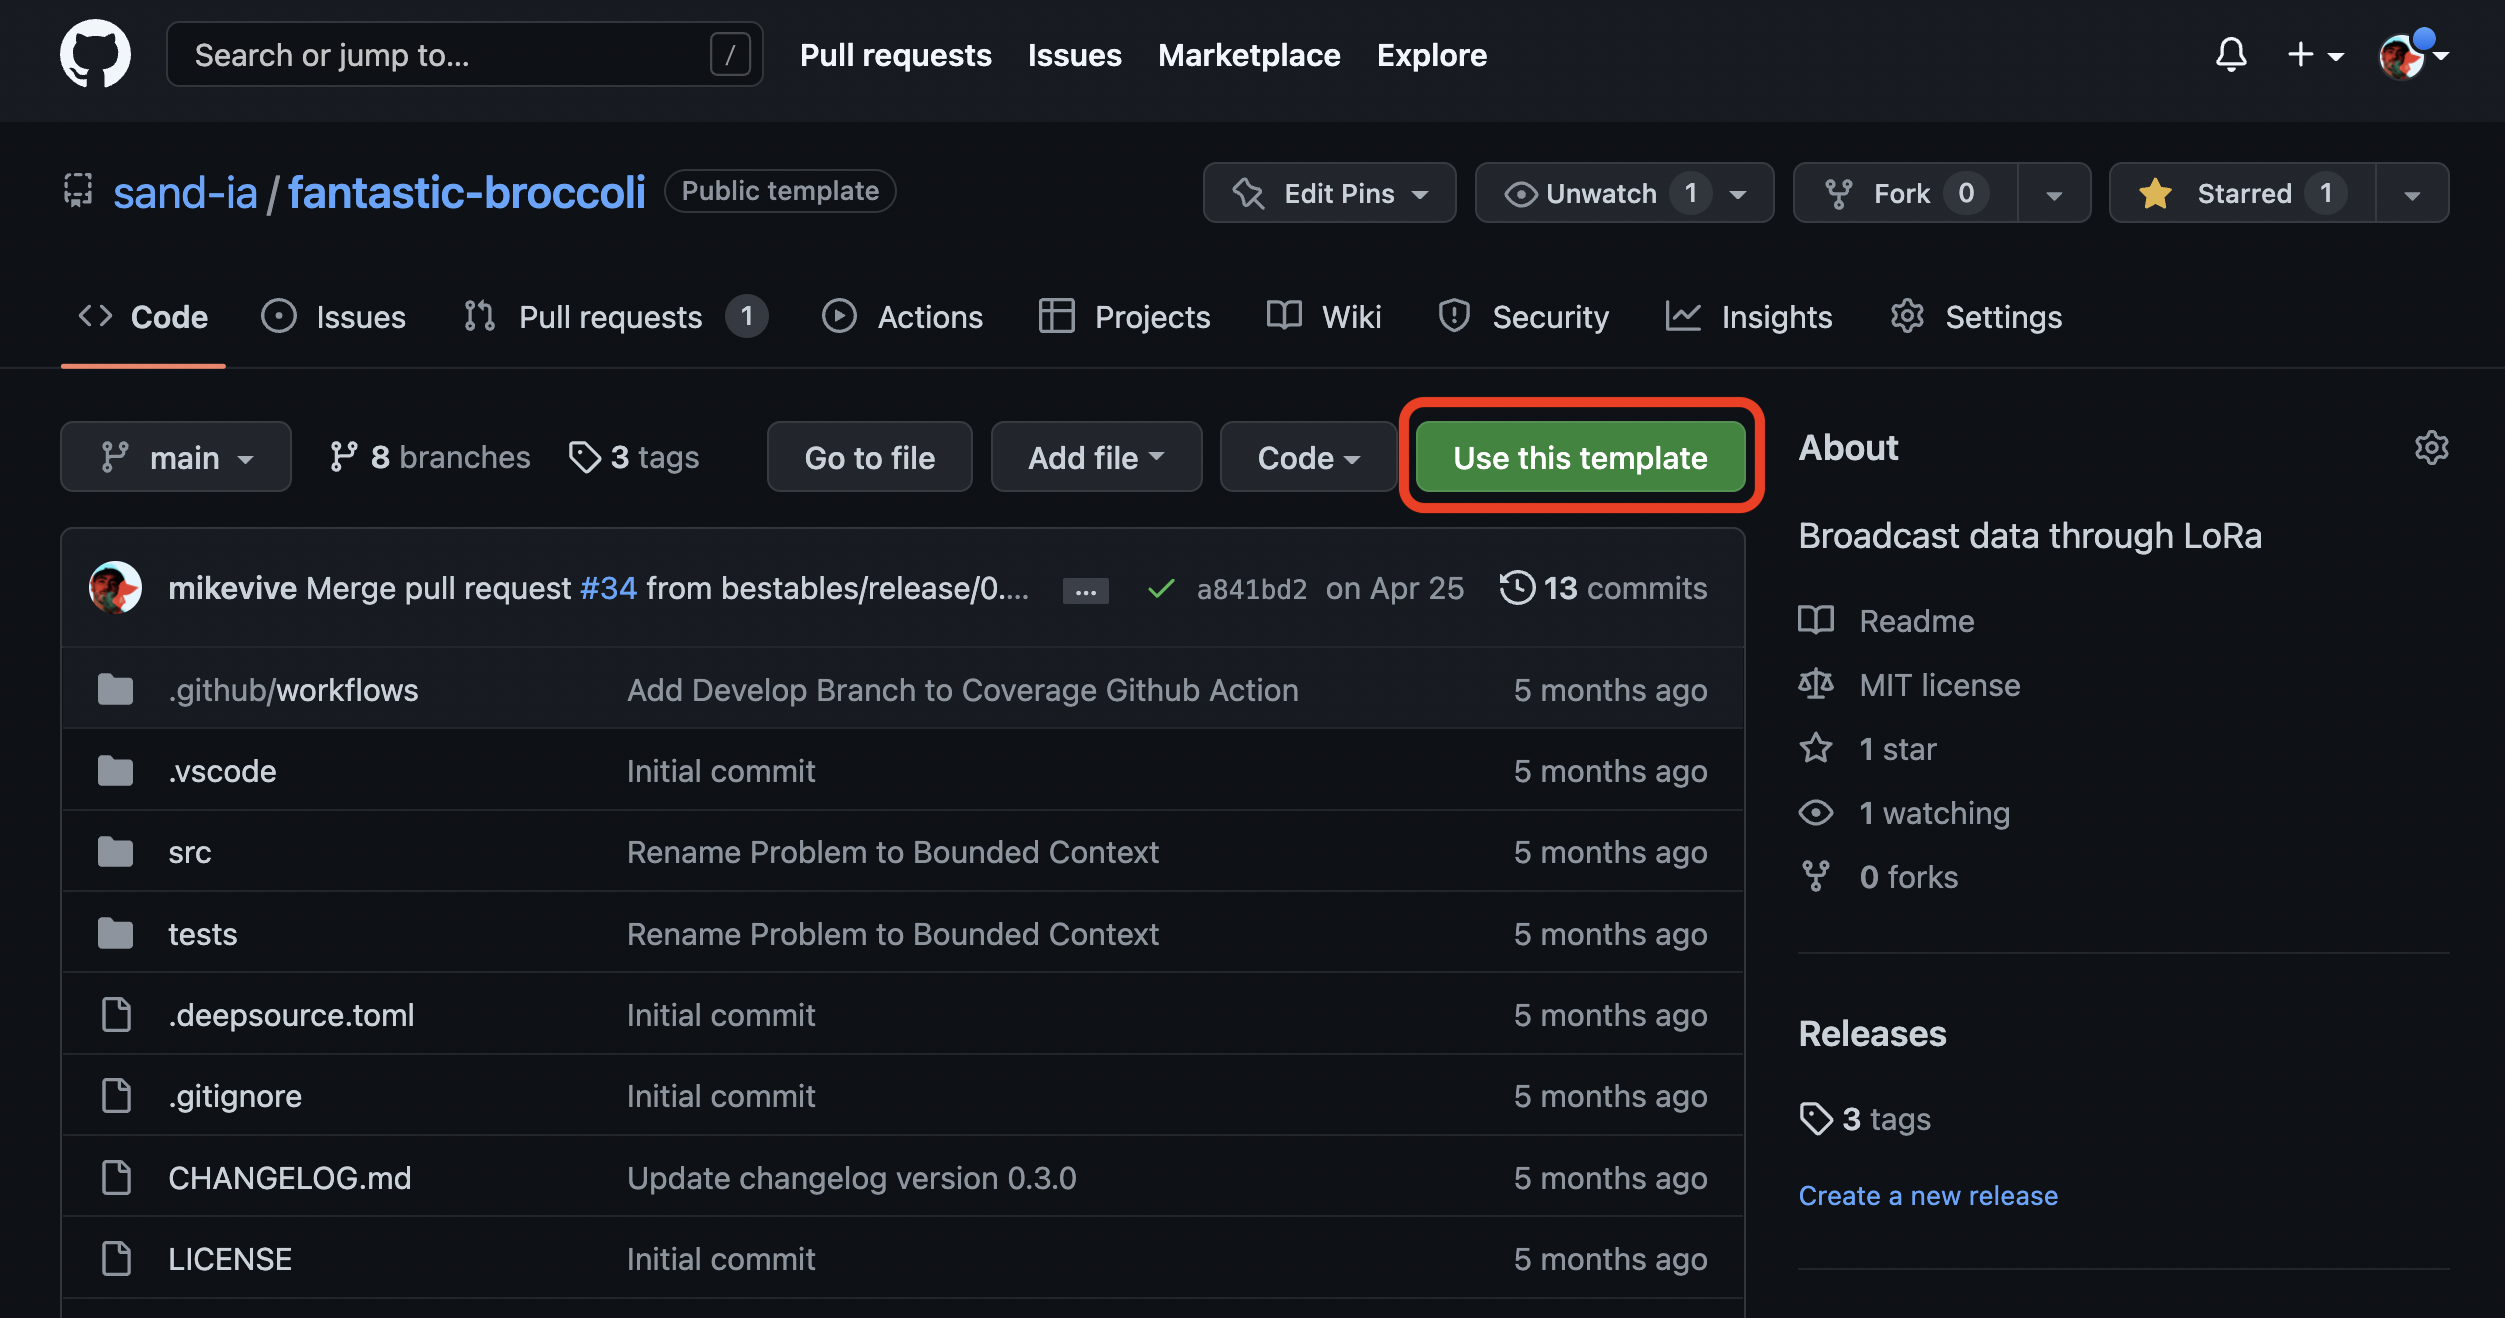 Search or jump to... / Pull requests Issues Marketplace Explore
sand-ia / fantastic-broccoli Public template Edit Pins Unwatch 1 Fork 0 Starred 1
Code Issues Pull requests 1 Actions Projects Wiki Security Insights Settings
main 8 branches 3 tags Go to file Add file Code Use this template
mikevive Merge pull request #34 from bestables/release/0.... ... a841bd2 on Apr 25 13 commits
.github/workflows Add Develop Branch to Coverage Github Action 5 months ago
.vscode Initial commit 5 months ago
src Rename Problem to Bounded Context 5 months ago
tests Rename Problem to Bounded Context 5 months ago
.deepsource.toml Initial commit 5 months ago
.gitignore Initial commit 5 months ago
CHANGELOG.md Update changelog version 0.3.0 5 months ago
LICENSE Initial commit 5 months ago
About
Broadcast data through LoRa
Readme
MIT license
1 star
1 watching
0 forks
Releases
3 tags
Create a new release